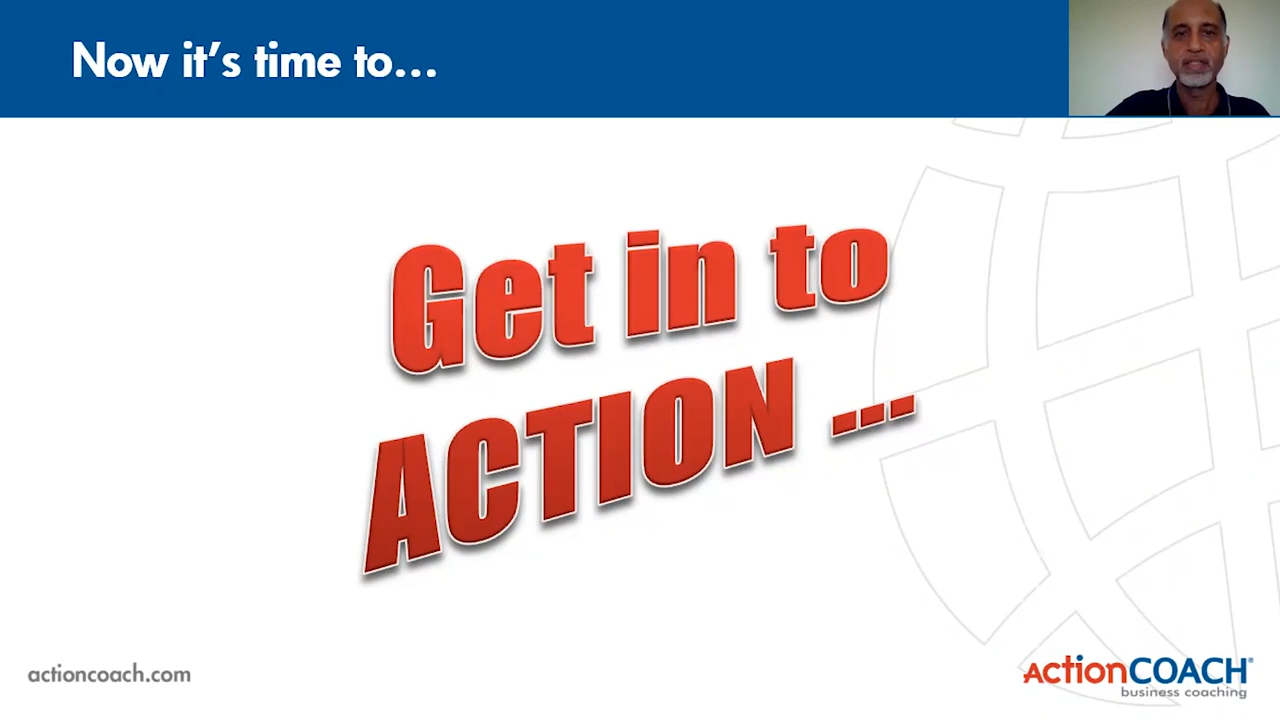 Now it's time to...
Get in to
ACTION ...
actioncoach.com
ActionCOACH®
business coaching